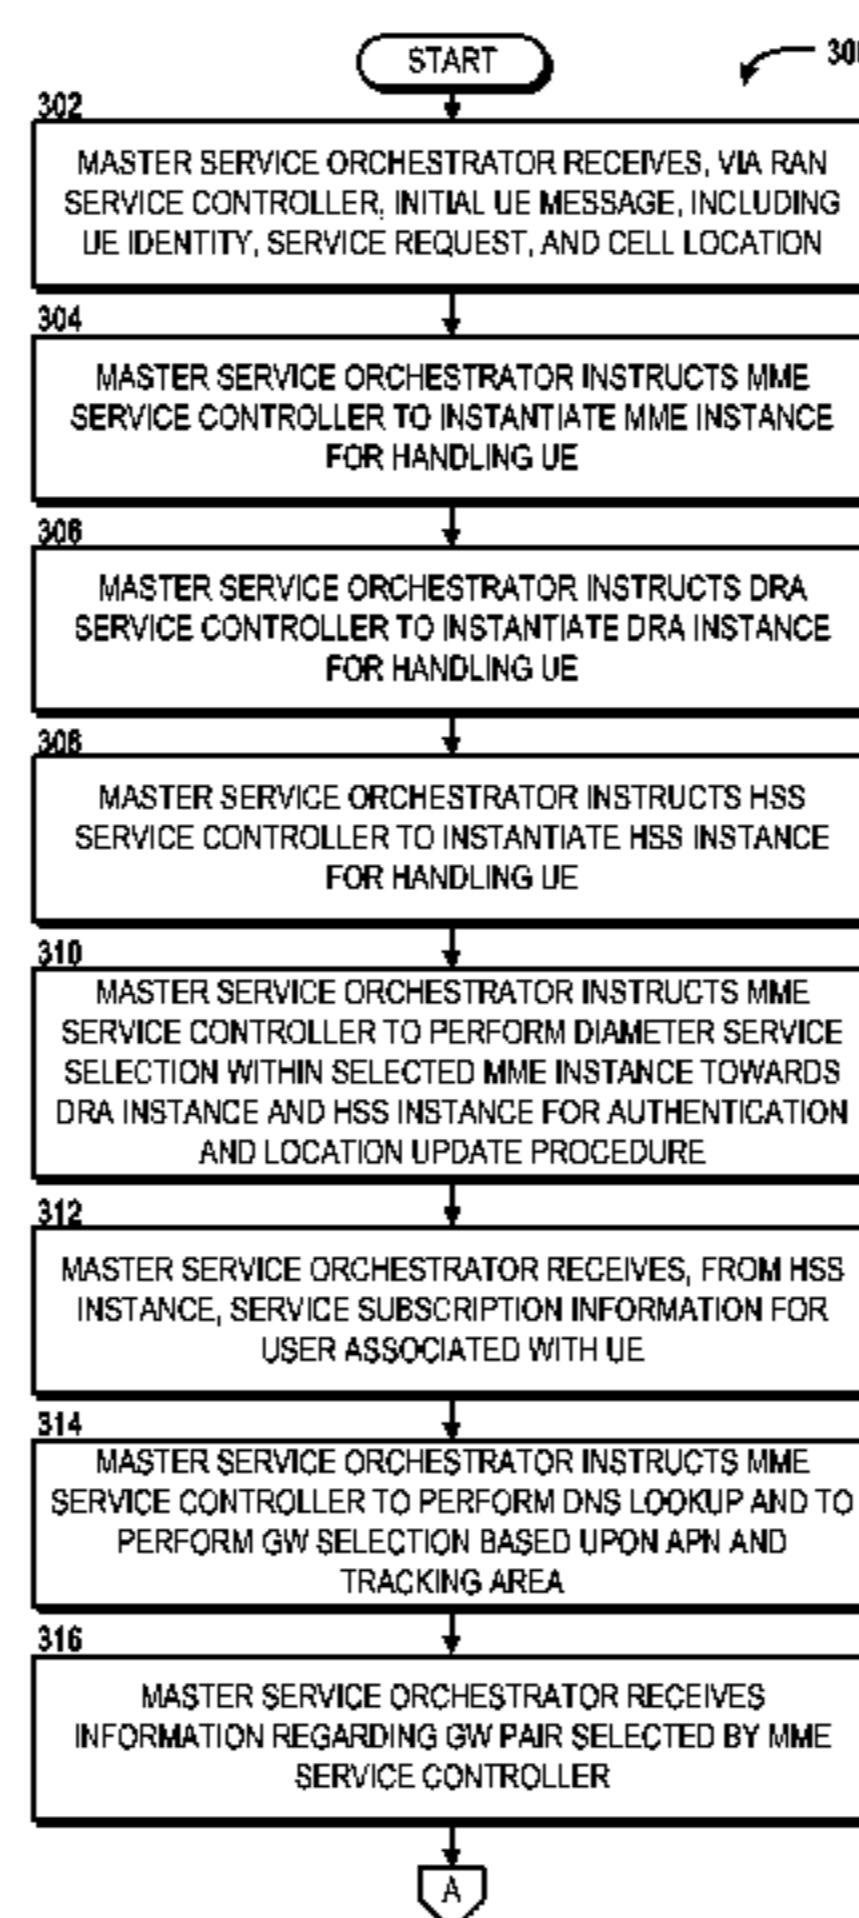 START
302
MASTER SERVICE ORCHESTRATOR RECEIVES, VIA RAN
SERVICE CONTROLLER, INITIAL UE MESSAGE, INCLUDING
UE IDENTITY, SERVICE REQUEST, AND CELL LOCATION
304
MASTER SERVICE ORCHESTRATOR INSTRUCTS MME
SERVICE CONTROLLER TO INSTANTIATE MME INSTANCE
FOR HANDLING UE
306
MASTER SERVICE ORCHESTRATOR INSTRUCTS DRA
SERVICE CONTROLLER TO INSTANTIATE DRA INSTANCE
FOR HANDLING UE
308
MASTER SERVICE ORCHESTRATOR INSTRUCTS HSS
SERVICE CONTROLLER TO INSTANTIATE HSS INSTANCE
FOR HANDLING UE
310
MASTER SERVICE ORCHESTRATOR INSTRUCTS MME
SERVICE CONTROLLER TO PERFORM DIAMETER SERVICE
SELECTION WITHIN SELECTED MME INSTANCE TOWARDS
DRA INSTANCE AND HSS INSTANCE FOR AUTHENTICATION
AND LOCATION UPDATE PROCEDURE
312
MASTER SERVICE ORCHESTRATOR RECEIVES, FROM HSS
INSTANCE, SERVICE SUBSCRIPTION INFORMATION FOR
USER ASSOCIATED WITH UE
314
MASTER SERVICE ORCHESTRATOR INSTRUCTS MME
SERVICE CONTROLLER TO PERFORM DNS LOOKUP AND TO
PERFORM GW SELECTION BASED UPON APN AND
TRACKING AREA
316
MASTER SERVICE ORCHESTRATOR RECEIVES
INFORMATION REGARDING GW PAIR SELECTED BY MME
SERVICE CONTROLLER
A